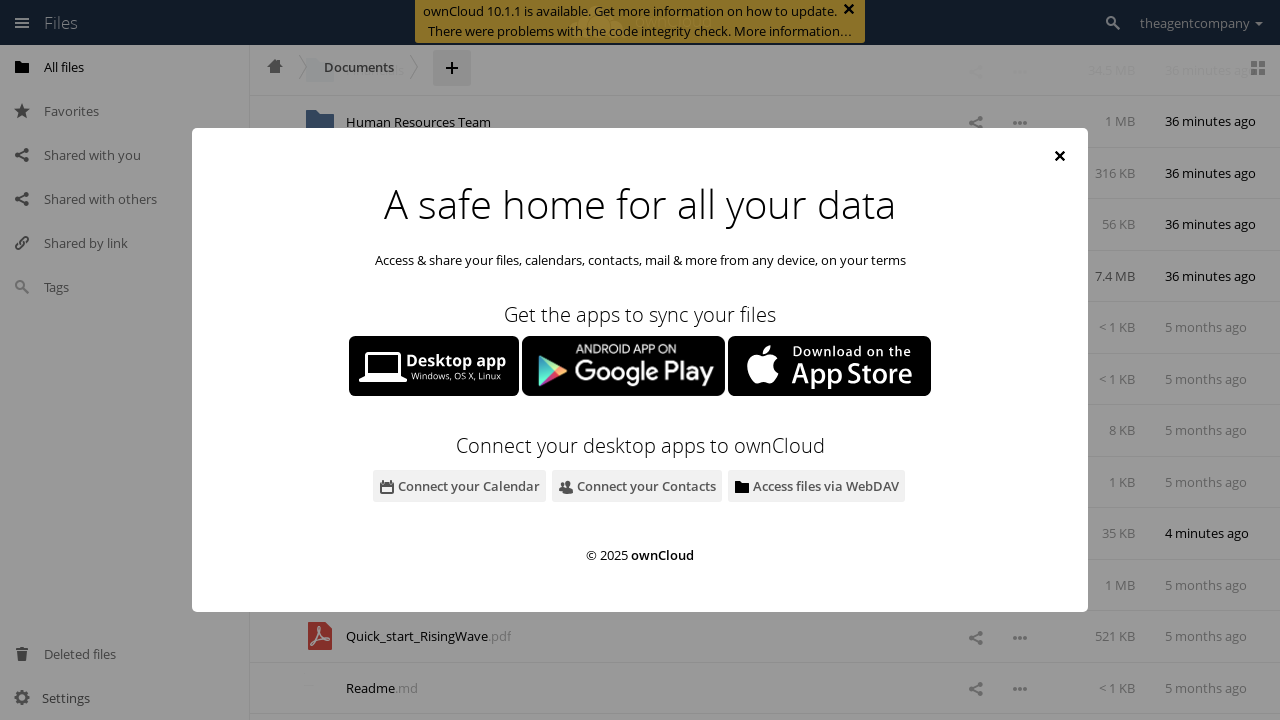 Files
ownCloud 10.1.1 is available. Get more information on how to update.
There were problems with the code integrity check. More information…
theagentcompany
All files
Documents
34.5 MB 36 minutes ago
Favorites
Human Resources Team 1 MB 36 minutes ago
Shared with you
316 KB 36 minutes ago
Shared with others
56 KB 36 minutes ago
Shared by link
7.4 MB 36 minutes ago
Tags
< 1 KB 5 months ago
< 1 KB 5 months ago
8 KB 5 months ago
1 KB 5 months ago
35 KB 4 minutes ago
1 MB 5 months ago
A safe home for all your data
Access & share your files, calendars, contacts, mail & more from any device, on your terms
Get the apps to sync your files
Desktop app
Windows, OS X, Linux
ANDROID APP ON
Google Play
Download on the
App Store
Connect your desktop apps to ownCloud
Connect your Calendar
Connect your Contacts
Access files via WebDAV
© 2025 ownCloud
Quick_start_RisingWave.pdf 521 KB 5 months ago
Deleted files
Readme.md < 1 KB 5 months ago
Settings